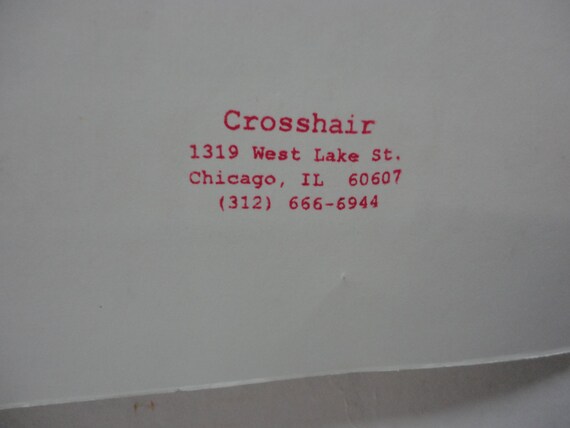 Crosshair
1319 West Lake St.
Chicago, IL  60607
(312) 666-6944